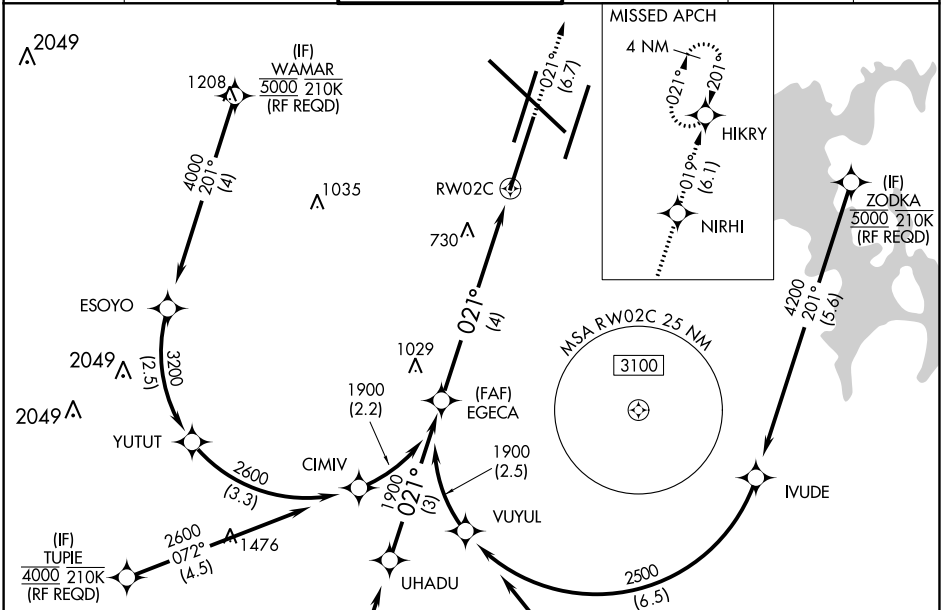 2049
1208
(IF)
WAMAR
5000 210K
(RF REQD)
4000
201°
(4)
1035
ESOYO
2049
3200
(2.5)
2049
YUTUT
2600
(3.3)
CIMIV
1900
(2.2)
2600
072°
(4.5)
1476
(IF)
TUPIE
4000 210K
(RF REQD)
021°
(6.7)
RW02C
730
021°
(4)
1029
(FAF)
EGECA
1900
021°
(3)
1900
(2.5)
VUYUL
UHADU
2500
(6.5)
IVUDE
MISSED APCH
4 NM
021°
201°
HIKRY
019°
(6.1)
NIRHI
MSA RW02C 25 NM
3100
(IF)
ZODKA
5000 210K
(RF REQD)
4200
201°
(5.6)